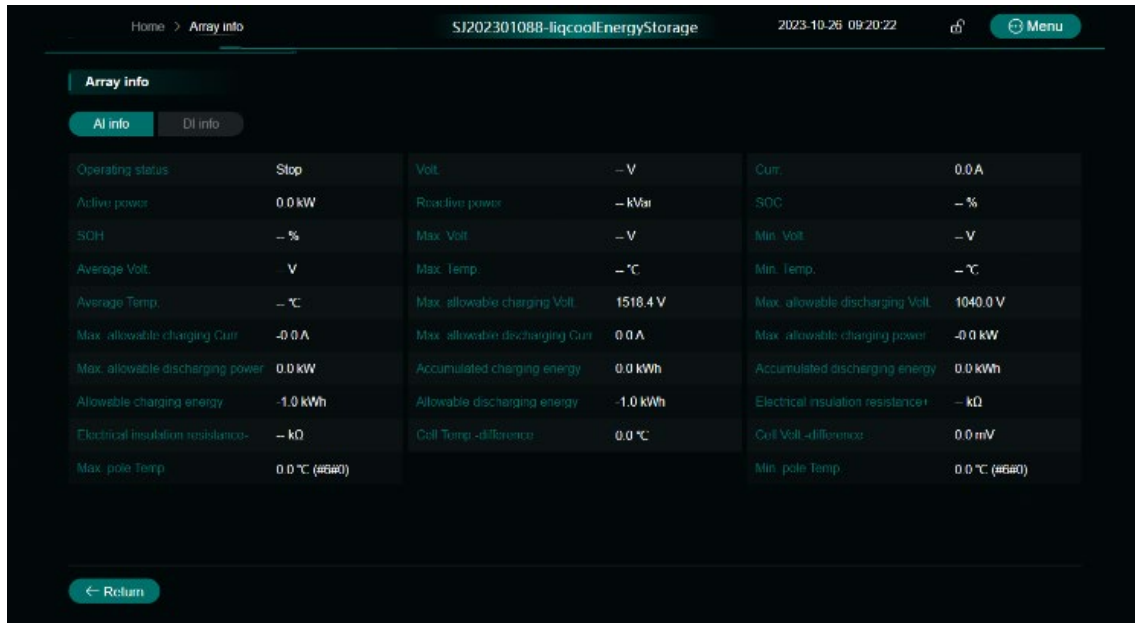 Home > Array info SJ202301088-liqcoolEnergyStorage 2023-10-26 09:20:22 Menu
Array info
AI info DI info
Operating status Stop Volt. -- V Curr. 0.0 A
Active power 0.0 kW Reactive power -- kVar SOC -- %
SOH -- % Max. Volt. -- V Min. Volt. -- V
Average Volt. -- V Max. Temp. -- ℃ Min. Temp. -- ℃
Average Temp. -- ℃ Max. allowable charging Volt. 1518.4 V Max. allowable discharging Volt. 1040.0 V
Max. allowable charging Curr. -0.0 A Max. allowable discharging Curr. 0.0 A Max. allowable charging power -0.0 kW
Max. allowable discharging power 0.0 kW Accumulated charging energy 0.0 kWh Accumulated discharging energy 0.0 kWh
Allowable charging energy -1.0 kWh Allowable discharging energy -1.0 kWh Electrical insulation resistance+ -- kΩ
Electrical insulation resistance- -- kΩ Cell Temp.-difference 0.0 ℃ Cell Volt.-difference 0.0 mV
Max. pole Temp. 0.0 ℃ (#6#0) Min. pole Temp. 0.0 ℃ (#6#0)
← Return